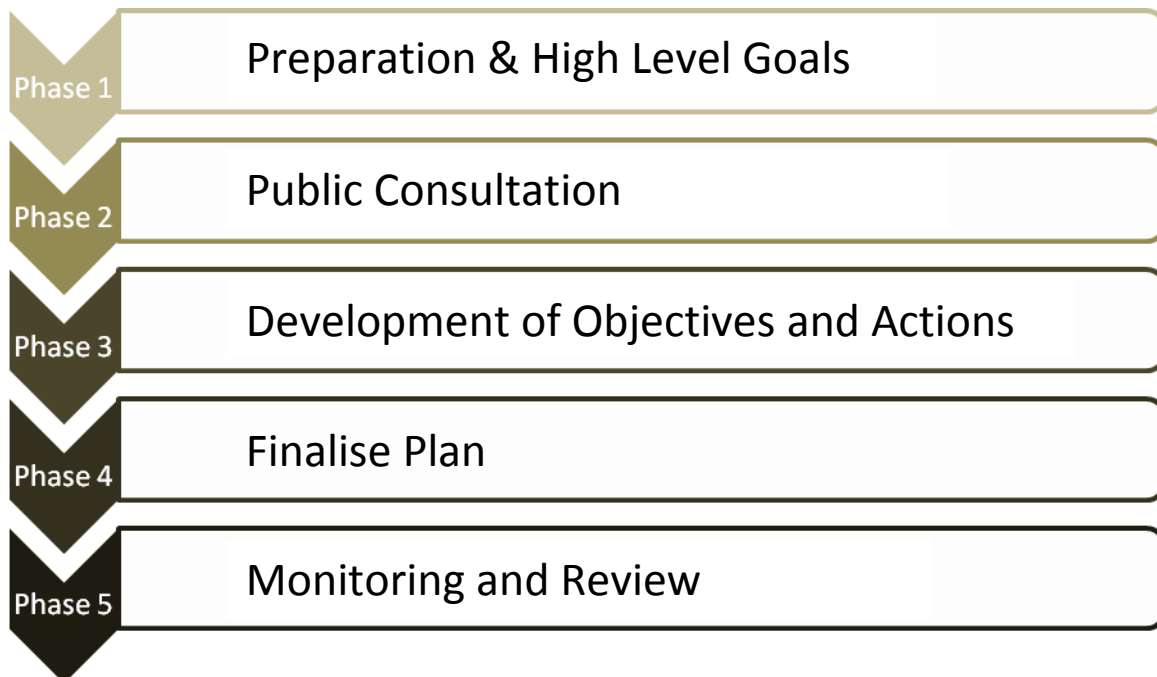 Phase 1
Preparation & High Level Goals
Phase 2
Public Consultation
Phase 3
Development of Objectives and Actions
Phase 4
Finalise Plan
Phase 5
Monitoring and Review